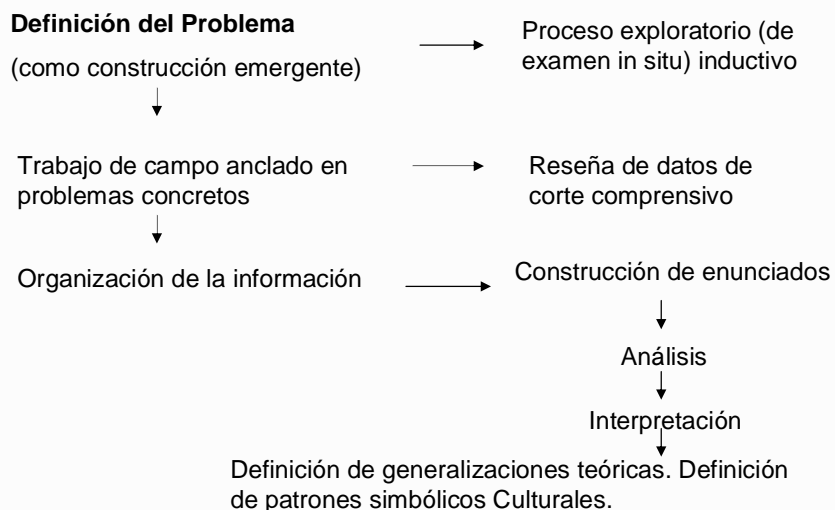 Definición del Problema
(como construcción emergente)
Proceso exploratorio (de
examen in situ) inductivo
Trabajo de campo anclado en
problemas concretos
Reseña de datos de
corte comprensivo
Organización de la información
Construcción de enunciados
Análisis
Interpretación
Definición de generalizaciones teóricas. Definición
de patrones simbólicos Culturales.